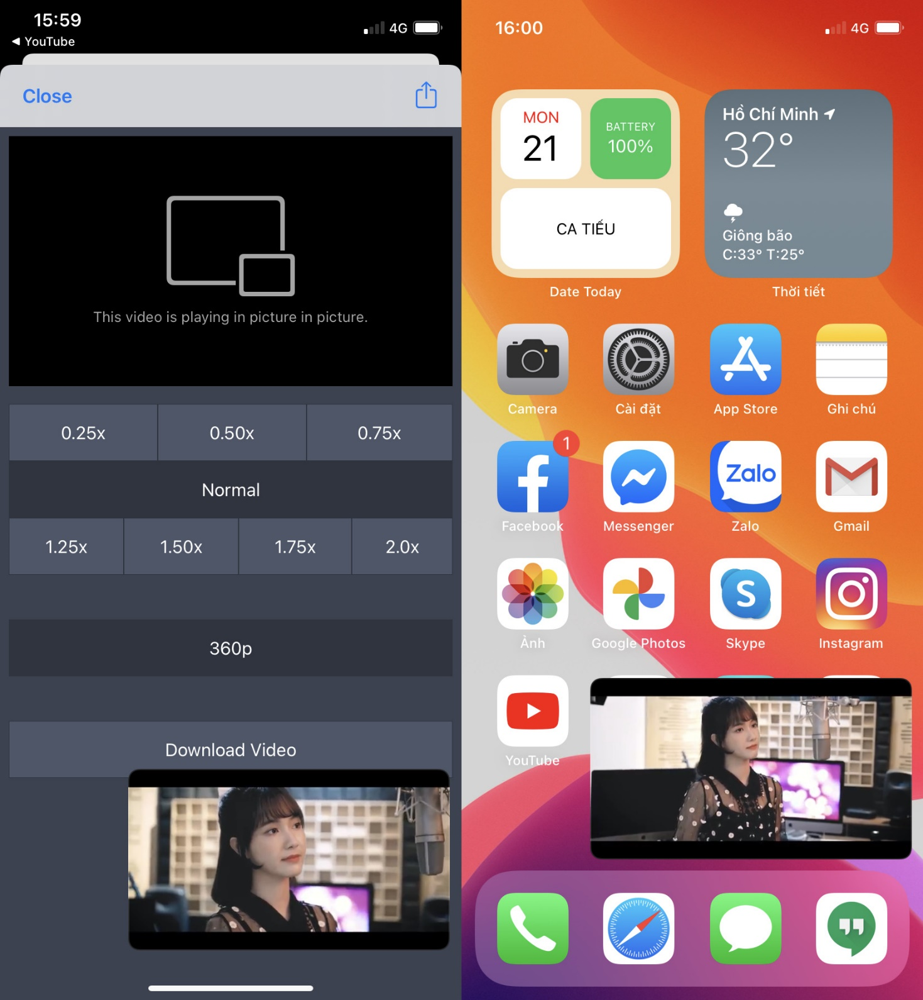 15:59
4G
◀ YouTube
Close
This video is playing in picture in picture.
0.25x
0.50x
0.75x
Normal
1.25x
1.50x
1.75x
2.0x
360p
Download Video
16:00
4G
MON
21
BATTERY
100%
CA TIẾU
Date Today
Hồ Chí Minh
32°
Giông bão
C:33° T:25°
Thời tiết
Camera
Cài đặt
App Store
Ghi chú
1
Facebook
Messenger
Zalo
Zalo
Gmail
Ảnh
Google Photos
Skype
Instagram
YouTube